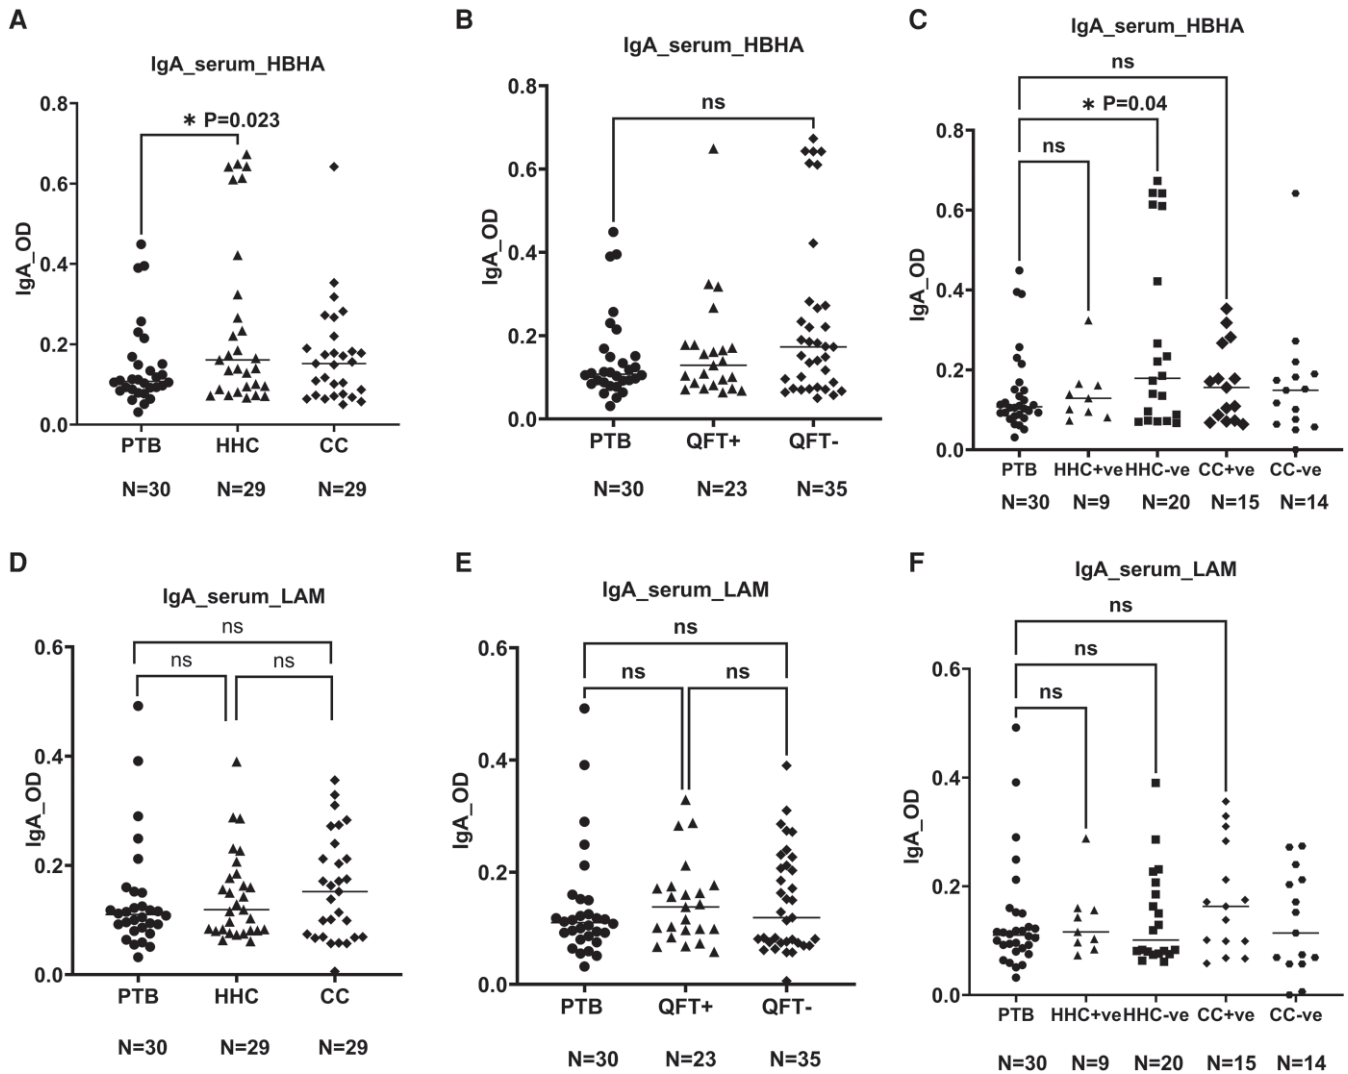 A
IgA_serum_HBHA
∗ P=0.023
0.8
0.6
0.4
0.2
0.0
IgA_OD
PTB HHC CC
N=30 N=29 N=29
B
IgA_serum_HBHA
ns
0.8
0.6
0.4
0.2
0.0
IgA_OD
PTB QFT+ QFT-
N=30 N=23 N=35
C
IgA_serum_HBHA
ns
∗ P=0.04
ns
0.8
0.6
0.4
0.2
0.0
IgA_OD
PTB HHC+ve HHC-ve CC+ve CC-ve
N=30 N=9 N=20 N=15 N=14
D
IgA_serum_LAM
ns
ns ns
0.6
0.4
0.2
0.0
IgA_OD
PTB HHC CC
N=30 N=29 N=29
E
IgA_serum_LAM
ns
ns ns
0.6
0.4
0.2
0.0
IgA_OD
PTB QFT+ QFT-
N=30 N=23 N=35
F
IgA_serum_LAM
ns
ns
ns
0.6
0.4
0.2
0.0
IgA_OD
PTB HHC+ve HHC-ve CC+ve CC-ve
N=30 N=9 N=20 N=15 N=14